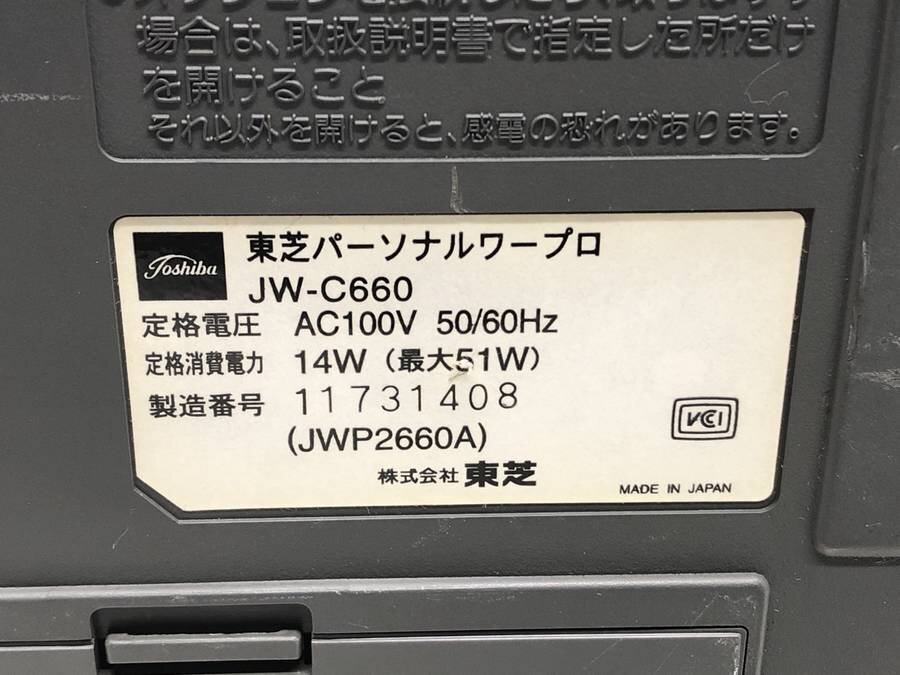 場合は、取扱説明書で指定した所だけ
を開けること
それ以外を開けると、感電の恐れがあります。
Toshiba
東芝パーソナルワープロ
JW-C660
定格電圧 AC100V 50/60Hz
定格消費電力 14W（最大51W）
製造番号 11731408
(JWP2660A)
VCCI
株式会社 東芝
MADE IN JAPAN